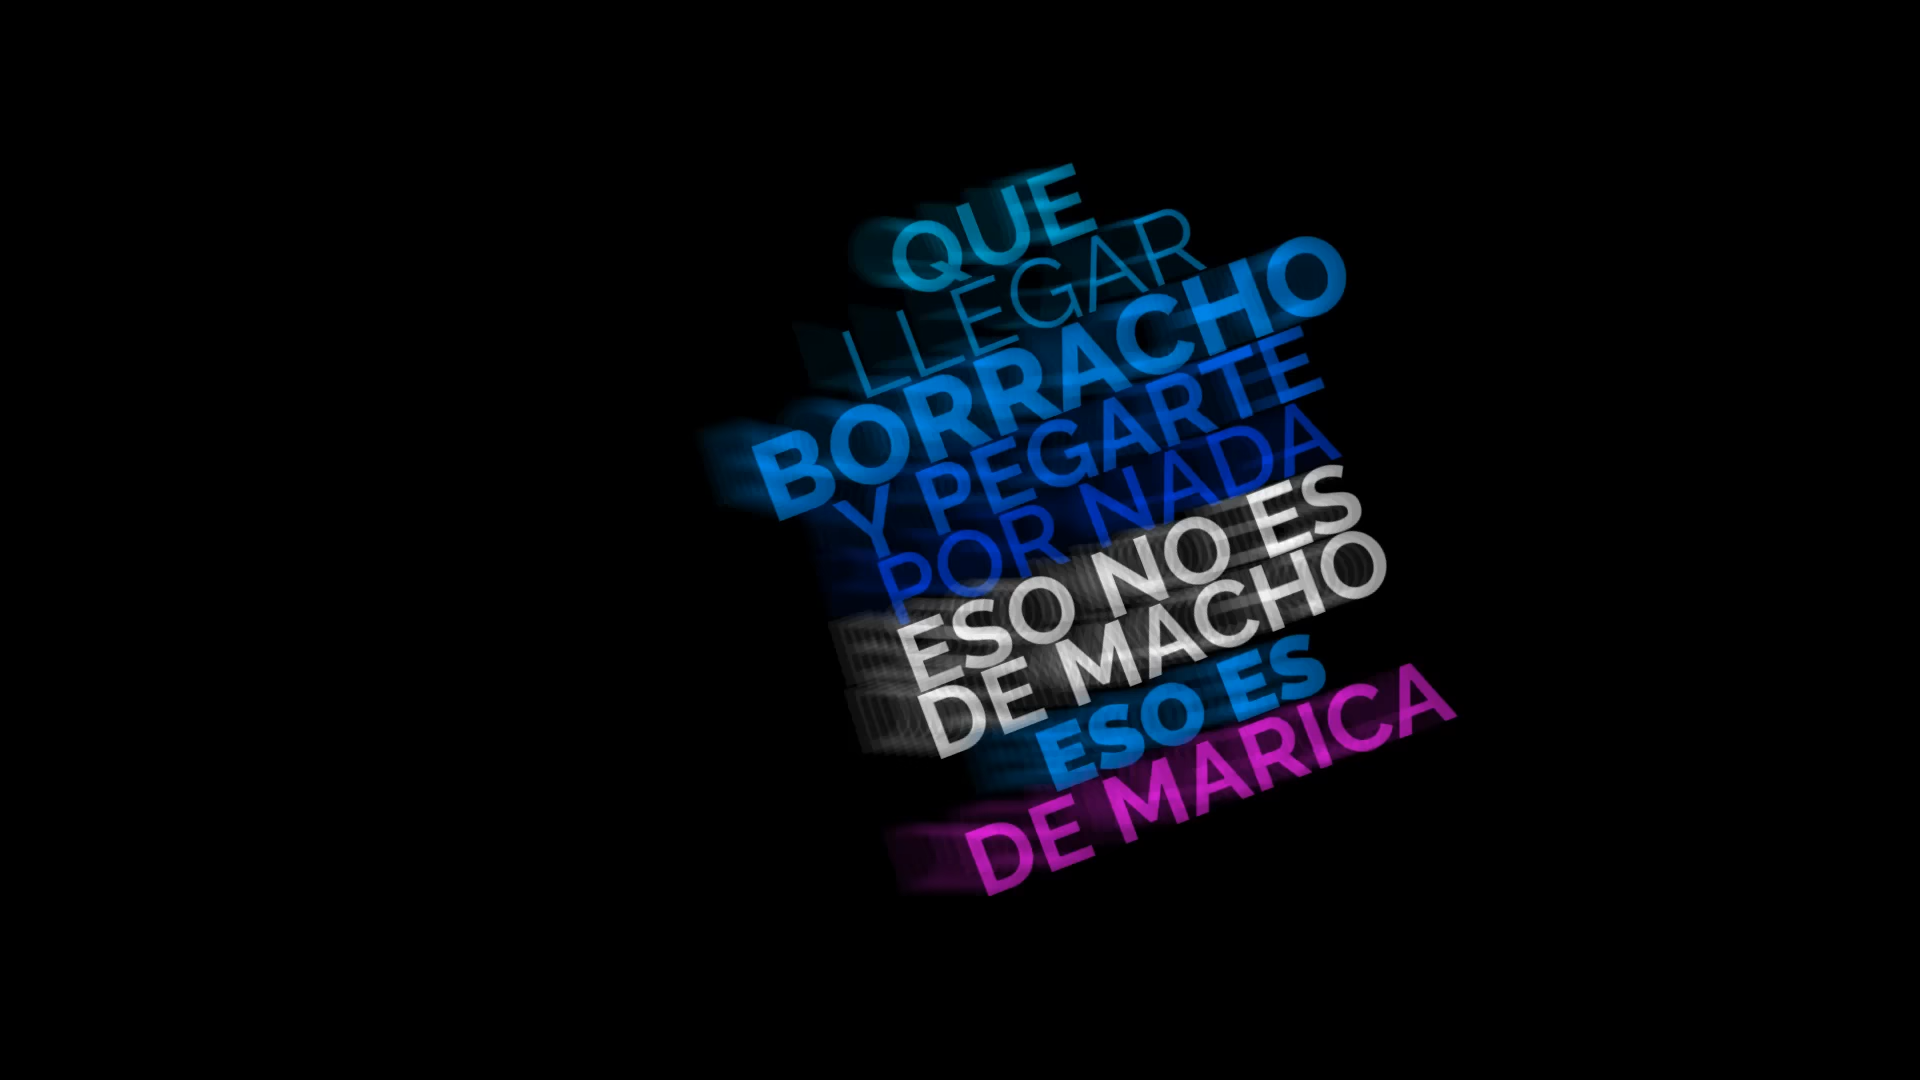 QUE
LLEGAR
BORRACHO
Y PEGARTE
POR NADA
ESO NO ES
DE MACHO
ESO ES
DE MARICA